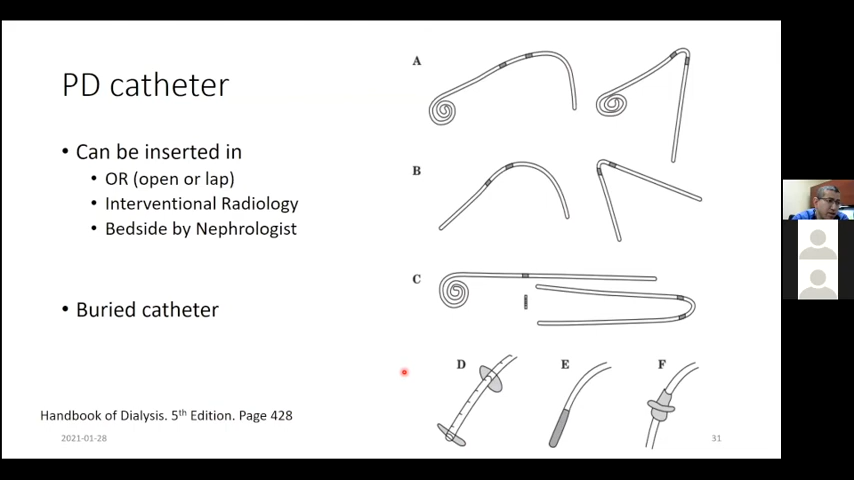 PD catheter
• Can be inserted in
• OR (open or lap)
• Interventional Radiology
• Bedside by Nephrologist
• Buried catheter
Handbook of Dialysis. 5th Edition. Page 428
2021-01-28
31
A
B
C
D E F